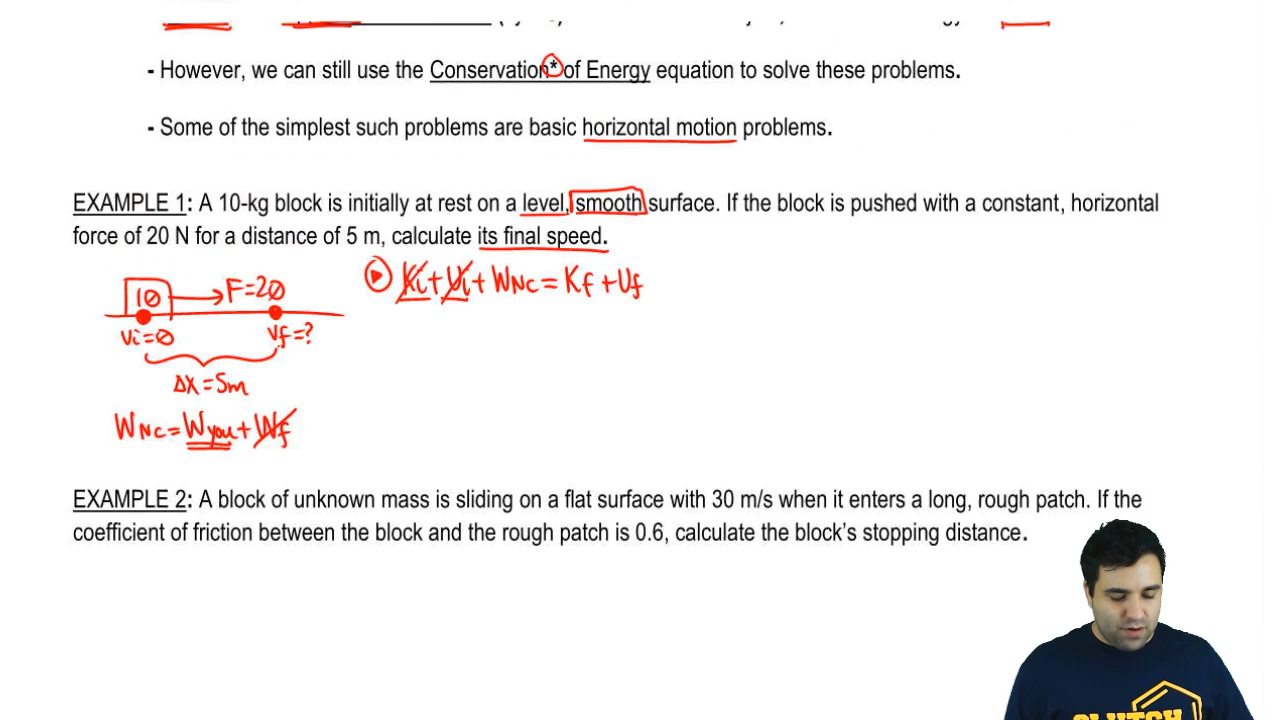 - However, we can still use the Conservation* of Energy equation to solve these problems.
- Some of the simplest such problems are basic horizontal motion problems.
EXAMPLE 1: A 10-kg block is initially at rest on a level, smooth surface. If the block is pushed with a constant, horizontal
force of 20 N for a distance of 5 m, calculate its final speed.
10 → F=20
Vi=0 Vf=?
Δx=5m
WNC=Wyou+Wf
Ki+Ui+WNC=Kf+Uf
EXAMPLE 2: A block of unknown mass is sliding on a flat surface with 30 m/s when it enters a long, rough patch. If the
coefficient of friction between the block and the rough patch is 0.6, calculate the block’s stopping distance.
CLUTCH